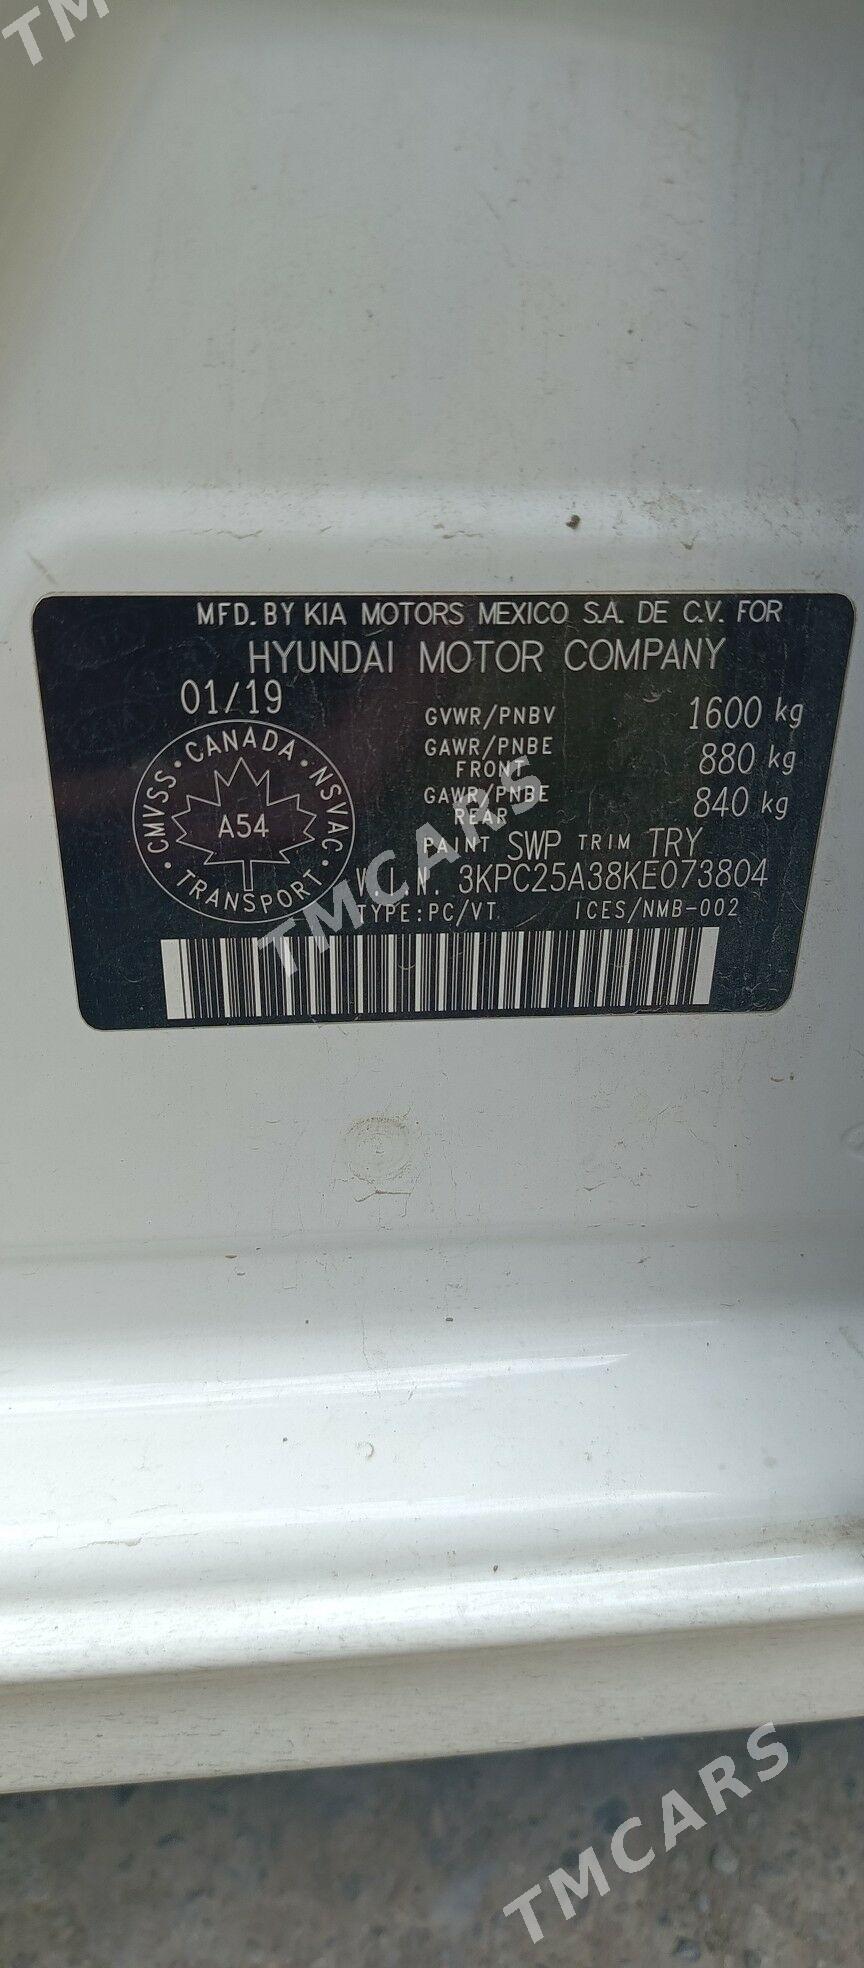 TM
MFD. BY KIA MOTORS MEXICO S.A. DE C.V. FOR
HYUNDAI MOTOR COMPANY
01/19
GVWR/PNBV 1600 kg
GAWR/PNBE FRONT 880 kg
GAWR/PNBE REAR 840 kg
CMVSS • CANADA • NSVAC • TRANSPORT •
A54
PAINT SWP TRIM TRY
V.I.N. 3KPC25A38KE073804
TYPE:PC/VT ICES/NMB-002
TMCARS
TMCARS